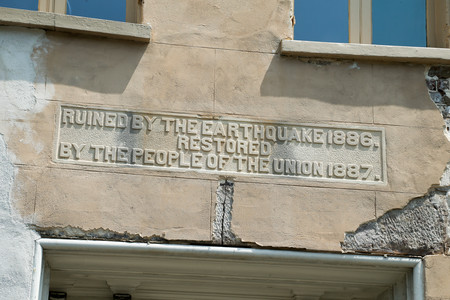 RUINED BY THE EARTHQUAKE 1886.
RESTORED
BY THE PEOPLE OF THE UNION 1887.